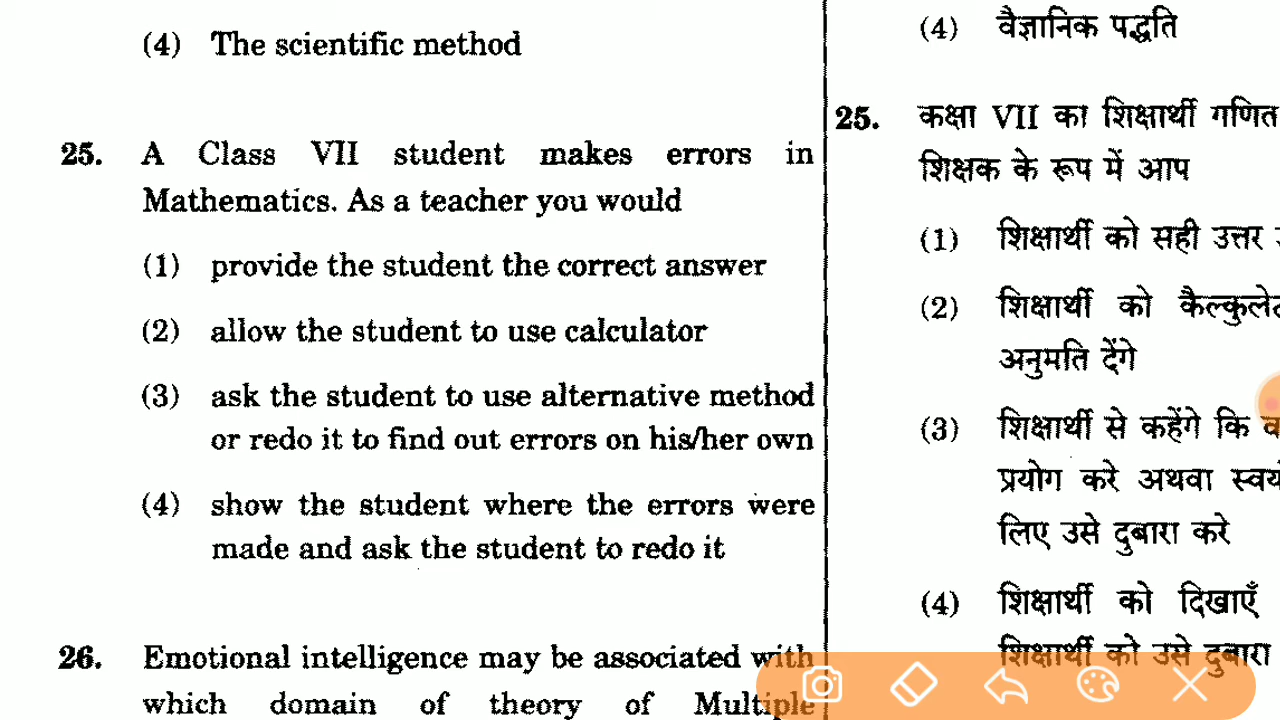 (4) The scientific method
25. A Class VII student makes errors in
Mathematics. As a teacher you would
(1) provide the student the correct answer
(2) allow the student to use calculator
(3) ask the student to use alternative method
or redo it to find out errors on his/her own
(4) show the student where the errors were
made and ask the student to redo it
26. Emotional intelligence may be associated with
which domain of theory of Multiple
(4) वैज्ञानिक पद्धति
25. कक्षा VII का शिक्षार्थी गणित
शिक्षक के रूप में आप
(1) शिक्षार्थी को सही उत्तर
(2) शिक्षार्थी को
अनुमति देंगे
(3) शिक्षार्थी से कहेंगे कि
प्रयोग करे अथवा
लिए उसे दुबारा करे
(4) शिक्षार्थी को दिखाएँ
शिक्षार्थी को उसे दुबारा